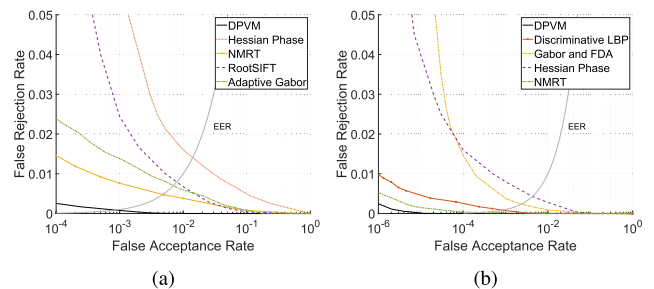 0.05
0.04
0.03
0.02
0.01
0
False Rejection Rate
DPVM
Hessian Phase
NMRT
RootSIFT
Adaptive Gabor
EER
10^-4
10^-3
10^-2
10^-1
10^0
False Acceptance Rate
(a)
0.05
0.04
0.03
0.02
0.01
0
False Rejection Rate
DPVM
Discriminative LBP
Gabor and FDA
Hessian Phase
NMRT
EER
10^-6
10^-4
10^-2
10^0
False Acceptance Rate
(b)